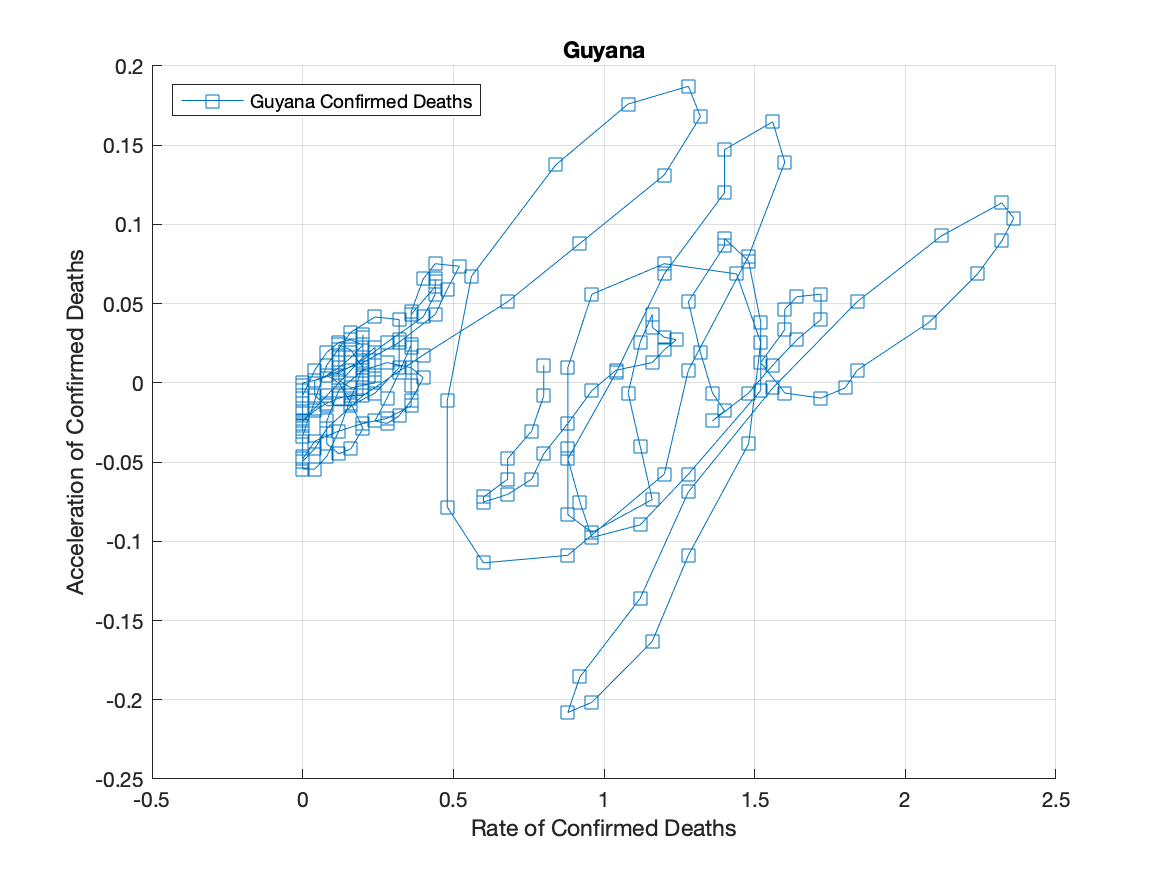 Guyana
0.2
Guyana Confirmed Deaths
0.15
0.1
0.05
0
-0.05
-0.1
-0.15
-0.2
-0.25
Acceleration of Confirmed Deaths
-0.5 0 0.5 1 1.5 2 2.5
Rate of Confirmed Deaths